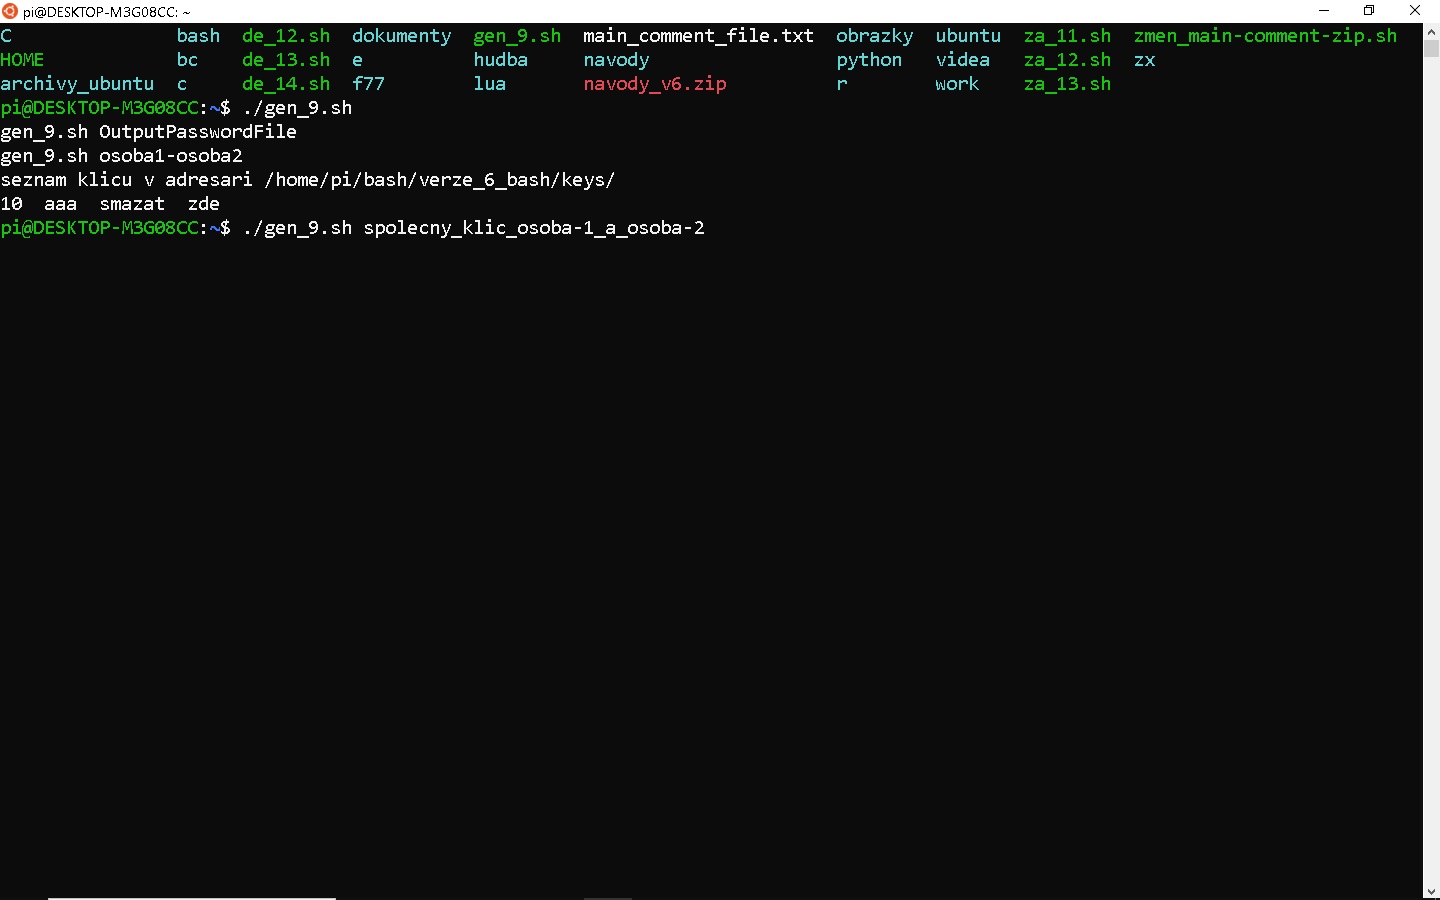 pi@DESKTOP-M3G08CC: ~
C bash de_12.sh dokumenty gen_9.sh main_comment_file.txt obrazky ubuntu za_11.sh zmen_main-comment-zip.sh
HOME bc de_13.sh e hudba navody python videa za_12.sh zx
archivy_ubuntu c de_14.sh f77 lua navody_v6.zip r work za_13.sh
pi@DESKTOP-M3G08CC:~$ ./gen_9.sh
gen_9.sh OutputPasswordFile
gen_9.sh osoba1-osoba2
seznam klicu v adresari /home/pi/bash/verze_6_bash/keys/
10 aaa smazat zde
pi@DESKTOP-M3G08CC:~$ ./gen_9.sh spolecny_klic_osoba-1_a_osoba-2